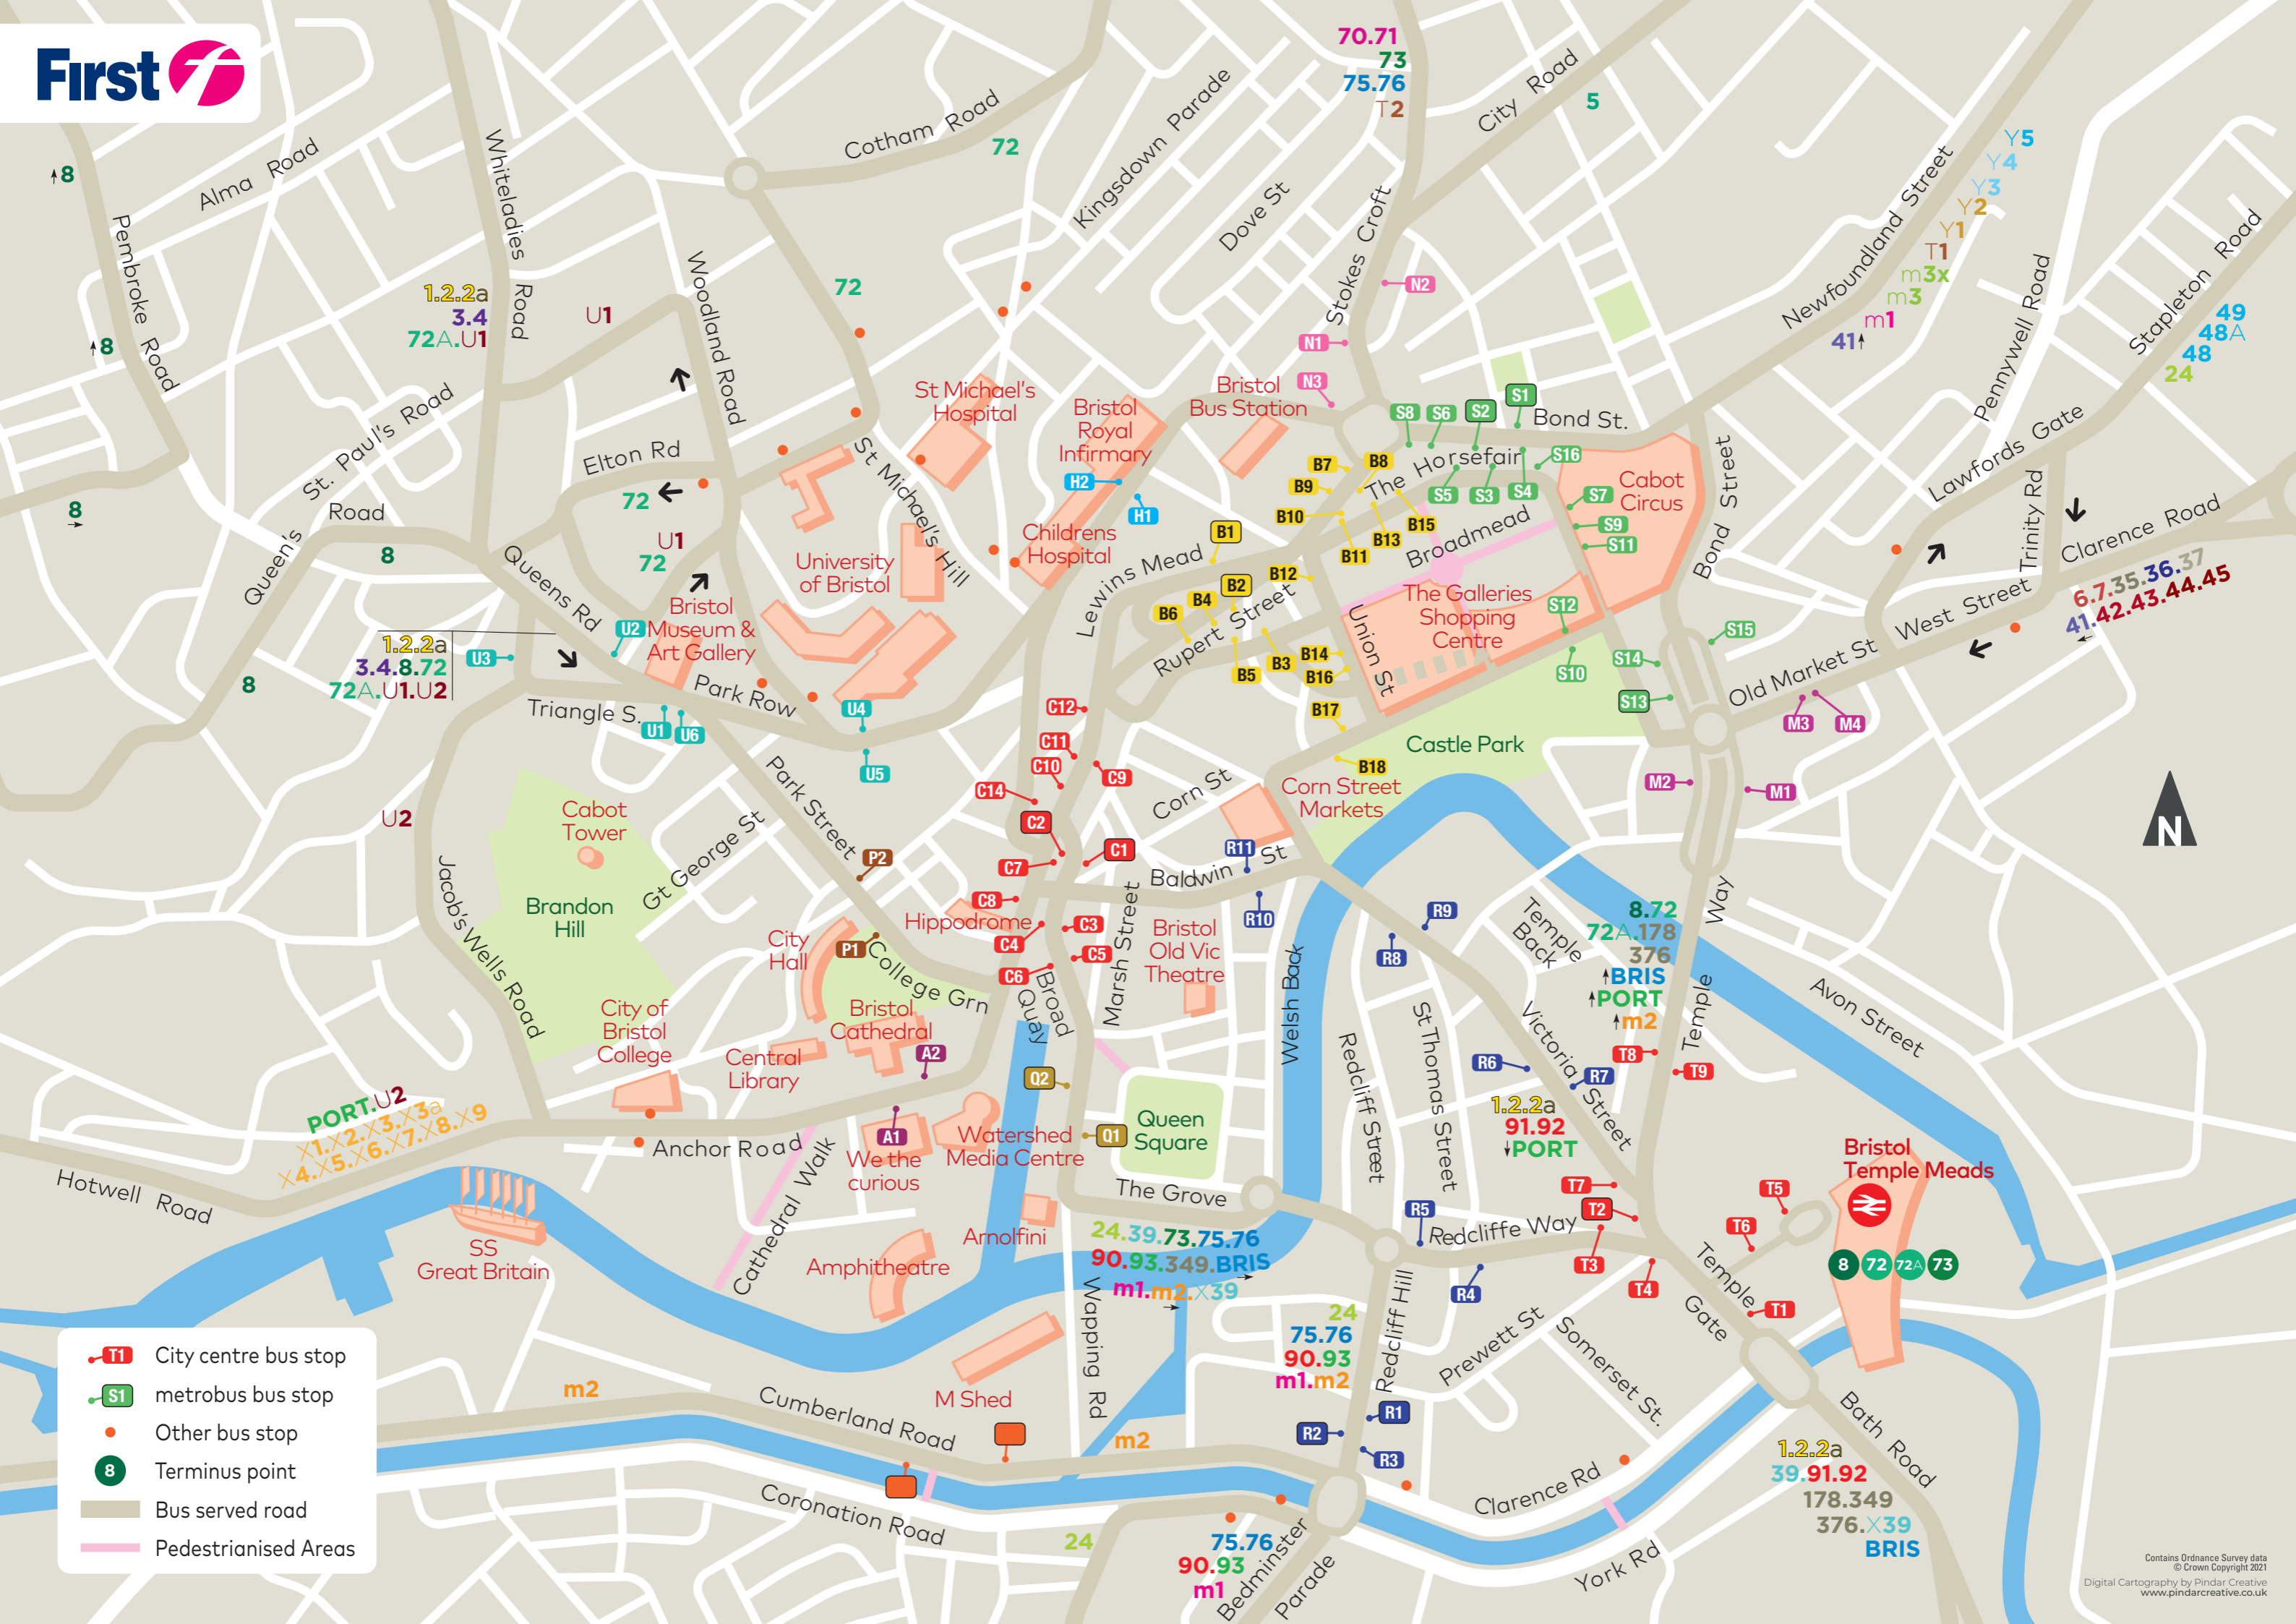 First
70.71
73
75.76
T2
City Road
5
Cotham Road
72
Kingsdown Parade
Dove St
Stokes Croft
Alma Road
8
Whiteladies
Road
Pembroke Road
8
1.2.2a
3.4
72A.U1
U1
Woodland Road
72
N2
N1
N3
Newfoundland Street
Y5
Y4
Y3
Y2
Y1
T1
m3x
m3
m1
41
Pennywell Road
Stapleton Road
49
48A
48
24
St. Paul's Road
Queen's
Road
8
8
8
Elton Rd
72
U1
72
Queens Rd
St Michael's Hill
St Michael's
Hospital
Bristol
Royal
Infirmary
H2
H1
Childrens
Hospital
University
of Bristol
Bristol
Bus Station
S8
S6
S2
S1
Bond St.
The Horsefair
S16
S5
S3
S4
S7
S9
S11
Cabot
Circus
Bond Street
B7
B8
B9
B10
B15
B13
B11
B12
Broadmead
B1
Lewins Mead
B2
B4
B6
Rupert Street
B5
B3
B14
B16
B17
B18
Union St
The Galleries
Shopping
Centre
S12
S10
S15
S14
S13
Lawfords Gate
Trinity Rd
Clarence Road
West Street
Old Market St
6.7.35.36.37
41.42.43.44.45
M3
M4
M2
M1
Bristol
Museum &
Art Gallery
1.2.2a
3.4.8.72
72A.U1.U2
U3
U2
Triangle S.
U1
U6
Park Row
U4
U5
Park Street
U2
Cabot
Tower
Brandon
Hill
Gt George St
Jacob's Wells Road
P2
P1
City
Hall
College Grn
C12
C11
C10
C9
C14
C2
C1
C7
C8
Hippodrome
C3
C4
C5
C6
Broad
Quay
Corn St
Corn Street
Markets
Castle Park
R11
Baldwin St
R10
Marsh Street
Bristol
Old Vic
Theatre
Welsh Back
R9
R8
Temple
Back
8.72
72A.178
376
BRIS
PORT
m2
Temple Way
Avon Street
N
City of
Bristol
College
Bristol
Cathedral
Central
Library
A2
A1
Q2
Q1
Queen
Square
Redcliff Street
St Thomas Street
Victoria Street
R6
R7
T8
T9
1.2.2a
91.92
PORT
PORT.U2
X1.X2.X3.X3a
X4.X5.X6.X7.X8.X9
Hotwell Road
Anchor Road
We the
curious
Watershed
Media Centre
The Grove
Cathedral Walk
SS
Great Britain
Amphitheatre
Arnolfini
24.39.73.75.76
90.93.349.BRIS
m1.m2.X39
R5
Redcliffe Way
R4
T7
T2
T3
T4
T5
T6
T1
Bristol
Temple Meads
8
72
72A
73
Temple
Gate
24
75.76
90.93
m1.m2
Redcliff Hill
Prewett St
Somerset St.
R1
R2
R3
Wapping Rd
M Shed
m2
Cumberland Road
m2
Coronation Road
24
75.76
90.93
m1
Bedminster
Parade
Clarence Rd
York Rd
Bath Road
1.2.2a
39.91.92
178.349
376.X39
BRIS
T1
City centre bus stop
S1
metrobus bus stop
Other bus stop
8
Terminus point
Bus served road
Pedestrianised Areas
Contains Ordnance Survey data
© Crown Copyright 2021
Digital Cartography by Pindar Creative
www.pindarcreative.co.uk